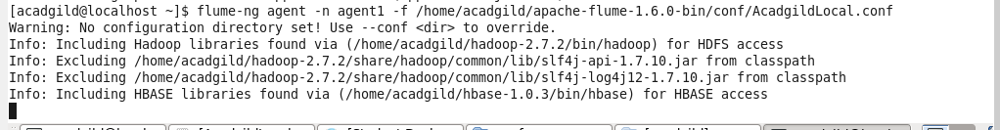 [acadgild@localhost ~]$ flume-ng agent -n agent1 -f /home/acadgild/apache-flume-1.6.0-bin/conf/AcadgildLocal.conf
Warning: No configuration directory set! Use --conf <dir> to override.
Info: Including Hadoop libraries found via (/home/acadgild/hadoop-2.7.2/bin/hadoop) for HDFS access
Info: Excluding /home/acadgild/hadoop-2.7.2/share/hadoop/common/lib/slf4j-api-1.7.10.jar from classpath
Info: Excluding /home/acadgild/hadoop-2.7.2/share/hadoop/common/lib/slf4j-log4j12-1.7.10.jar from classpath
Info: Including HBASE libraries found via (/home/acadgild/hbase-1.0.3/bin/hbase) for HBASE access